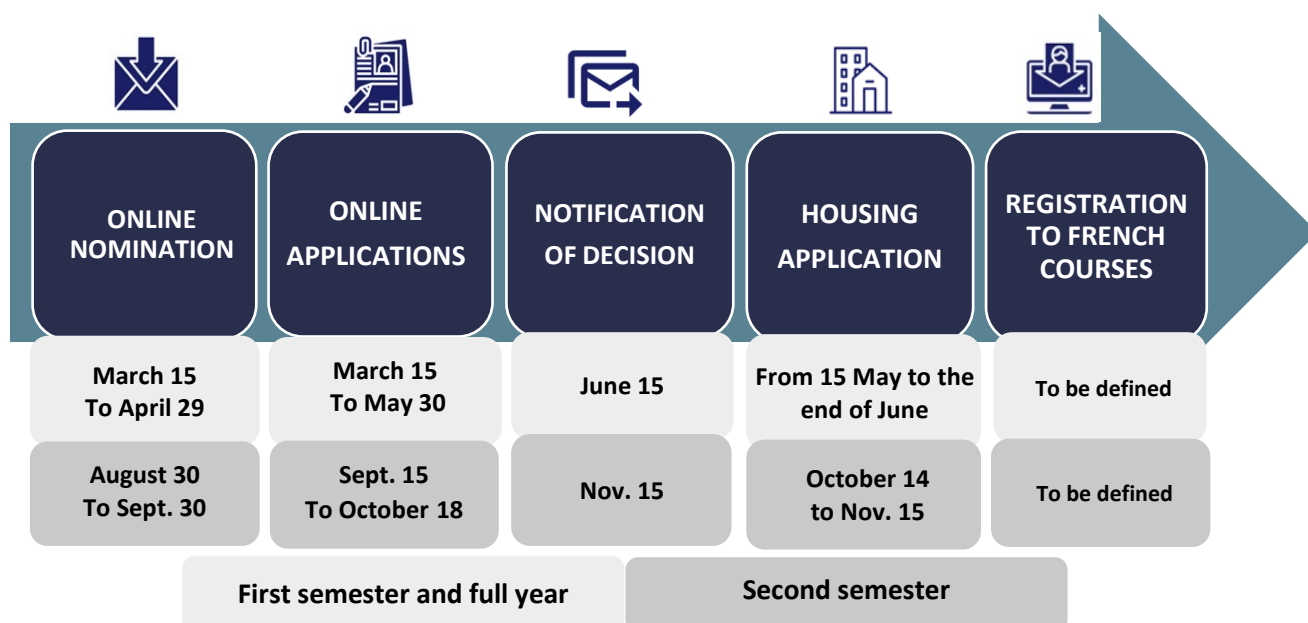 ONLINE
NOMINATION
ONLINE
APPLICATIONS
NOTIFICATION
OF DECISION
HOUSING
APPLICATION
REGISTRATION
TO FRENCH
COURSES
March 15
To April 29
March 15
To May 30
June 15
From 15 May to the
end of June
To be defined
August 30
To Sept. 30
Sept. 15
To October 18
Nov. 15
October 14
to Nov. 15
To be defined
First semester and full year
Second semester